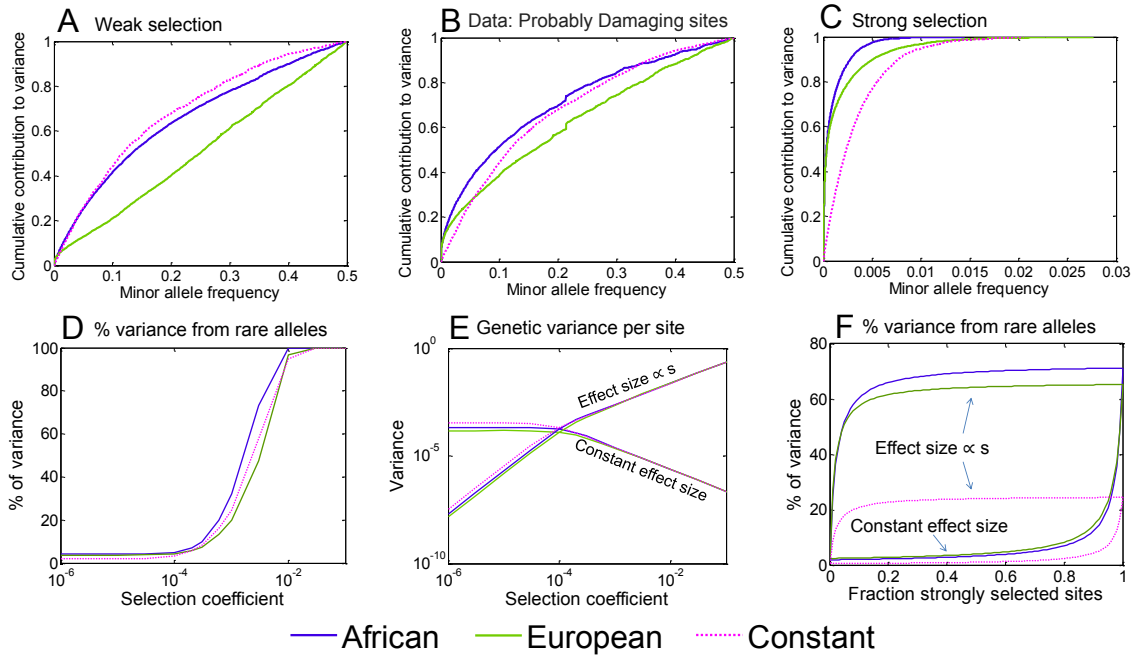 A Weak selection
Cumulative contribution to variance
1
0.8
0.6
0.4
0.2
0
0 0.1 0.2 0.3 0.4 0.5
Minor allele frequency
B Data: Probably Damaging sites
Cumulative contribution to variance
1
0.8
0.6
0.4
0.2
0
0 0.1 0.2 0.3 0.4 0.5
Minor allele frequency
C Strong selection
Cumulative contribution to variance
1
0.8
0.6
0.4
0.2
0
0 0.005 0.01 0.015 0.02 0.025 0.03
Minor allele frequency
D % variance from rare alleles
% of variance
100
80
60
40
20
0
10^-6 10^-4 10^-2
Selection coefficient
E Genetic variance per site
Variance
10^0
10^-5
10^-10
Effect size ∝ s
Constant effect size
10^-6 10^-4 10^-2
Selection coefficient
F % variance from rare alleles
% of variance
80
60
40
20
0
Effect size ∝ s
Constant effect size
0 0.2 0.4 0.6 0.8 1
Fraction strongly selected sites
African European Constant